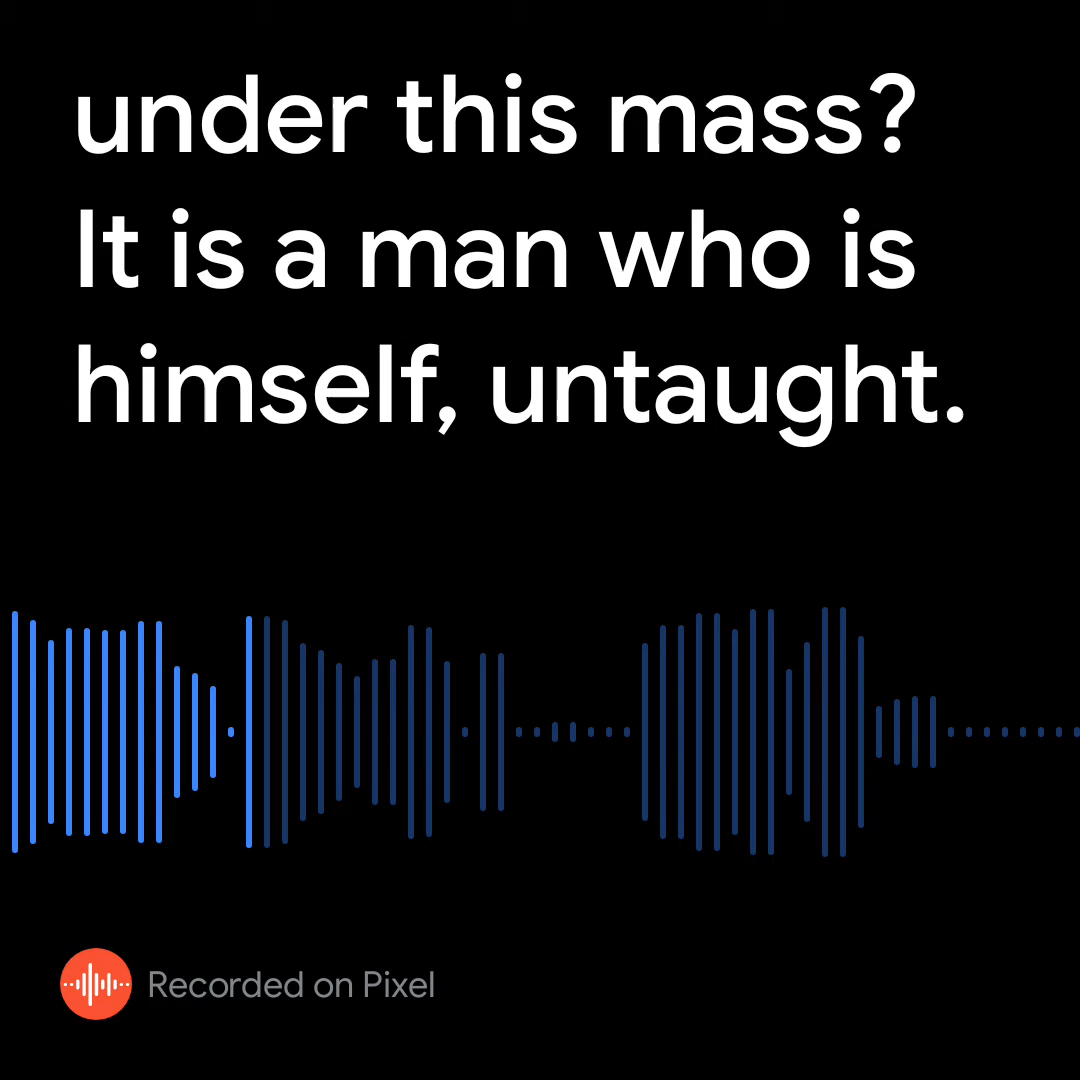 under this mass?
It is a man who is
himself, untaught.
Recorded on Pixel